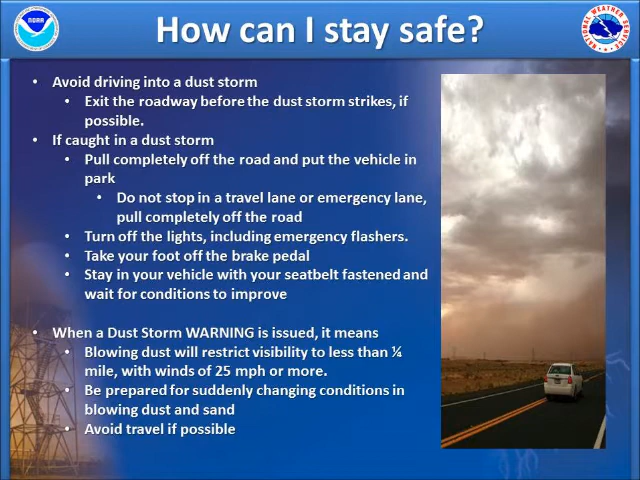 NOAA
How can I stay safe?
NATIONAL WEATHER SERVICE
• Avoid driving into a dust storm
• Exit the roadway before the dust storm strikes, if
possible.
• If caught in a dust storm
• Pull completely off the road and put the vehicle in
park
• Do not stop in a travel lane or emergency lane,
pull completely off the road
• Turn off the lights, including emergency flashers.
• Take your foot off the brake pedal
• Stay in your vehicle with your seatbelt fastened and
wait for conditions to improve
• When a Dust Storm WARNING is issued, it means
• Blowing dust will restrict visibility to less than ¼
mile, with winds of 25 mph or more.
• Be prepared for suddenly changing conditions in
blowing dust and sand
• Avoid travel if possible